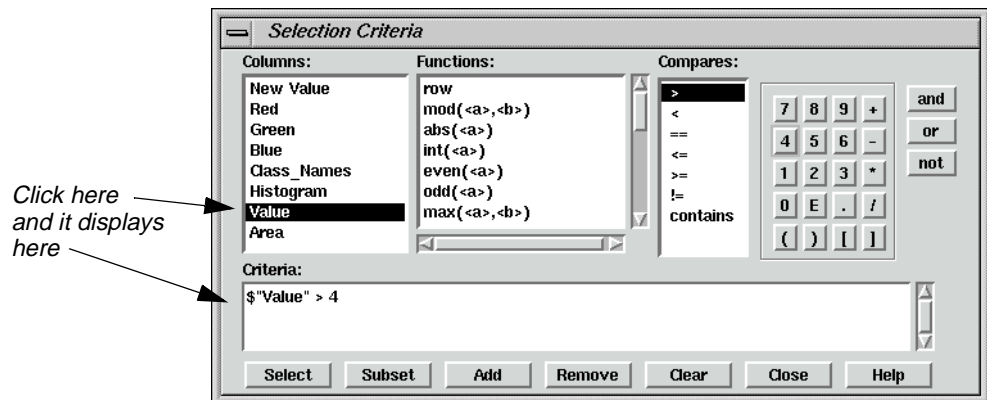 Selection Criteria
Columns:
Functions:
Compares:
New Value
Red
Green
Blue
Class_Names
Histogram
Value
Area
row
mod(<a>,<b>)
abs(<a>)
int(<a>)
even(<a>)
odd(<a>)
max(<a>,<b>)
>
<
==
<=
>=
!=
contains
7 8 9 +
4 5 6 -
1 2 3 *
0 E . /
( ) [ ]
and
or
not
Click here
and it displays
here
Criteria:
$"Value" > 4
Select Subset Add Remove Clear Close Help